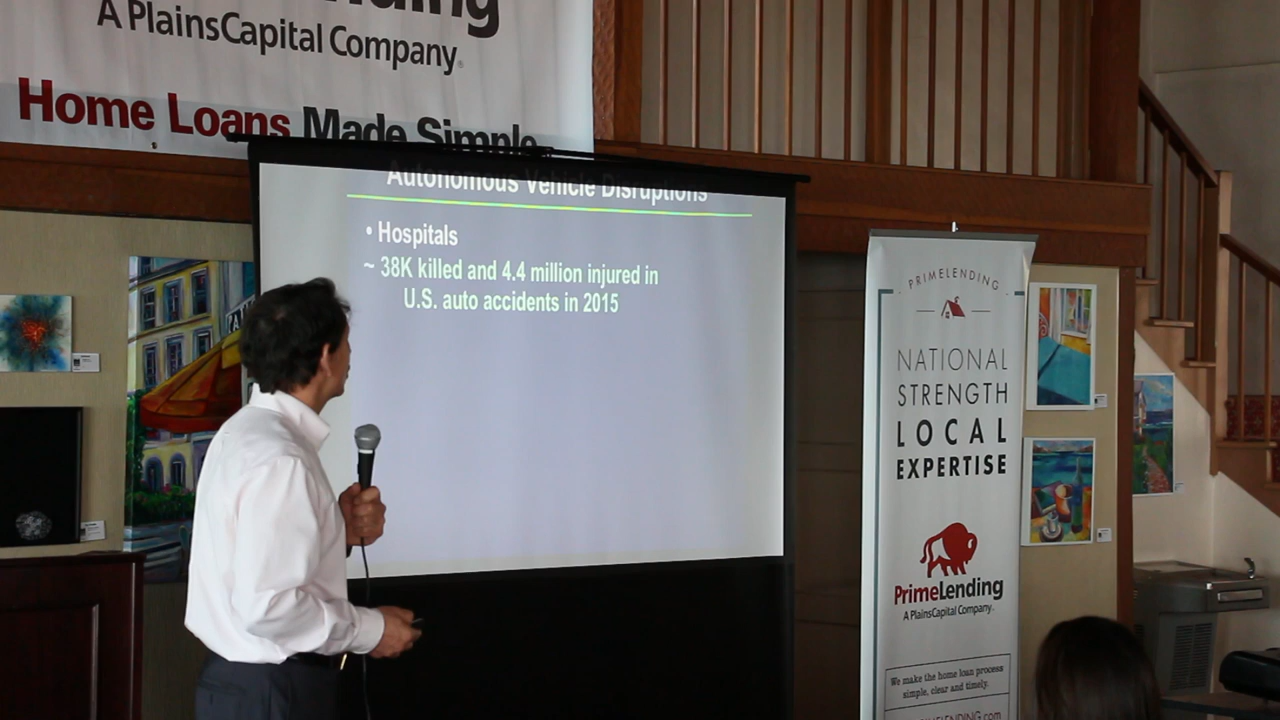 A PlainsCapital Company
Home Loans Made Simple
Autonomous Vehicle Disruptions
• Hospitals
~ 38K killed and 4.4 million injured in
U.S. auto accidents in 2015
PRIMELENDING
NATIONAL
STRENGTH
LOCAL
EXPERTISE
PrimeLending
A PlainsCapital Company
We make the home loan process
simple, clear and timely.